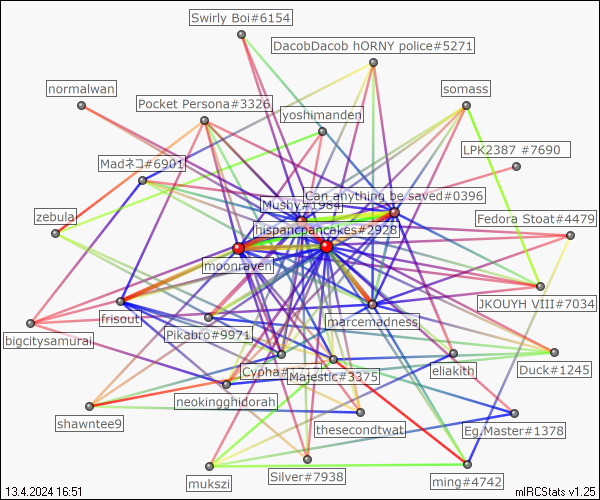 Swirly Boi#6154
DacobDacob hORNY police#5271
normalwan
somass
Pocket Persona#3326
yoshimanden
LPK2387 #7690
Madネコ#6901
Can anything be saved#0396
Mushy#1984
zebula
Fedora Stoat#4479
hispancpancakes#2928
moonraven
JKOUYH VIII#7034
frisout
marcemadness
Pikabro#9971
bigcitysamurai
Duck#1245
eliakith
Majestic#3375
neokingghidorah
shawntee9
thesecondtwat
Eg.Master#1378
Silver#7938
mukszi
ming#4742
13.4.2024 16:51
mIRCStats v1.25